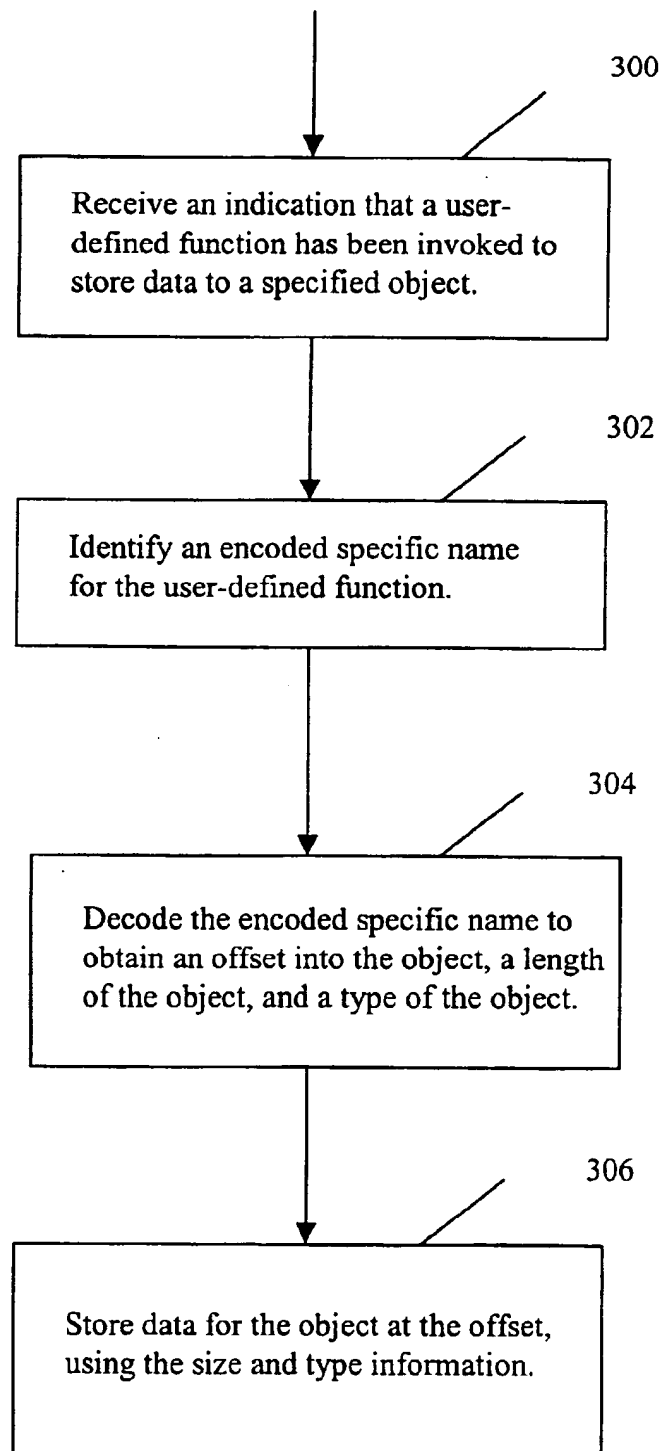 300
Receive an indication that a user-
defined function has been invoked to
store data to a specified object.
302
Identify an encoded specific name
for the user-defined function.
304
Decode the encoded specific name to
obtain an offset into the object, a length
of the object, and a type of the object.
306
Store data for the object at the offset,
using the size and type information.